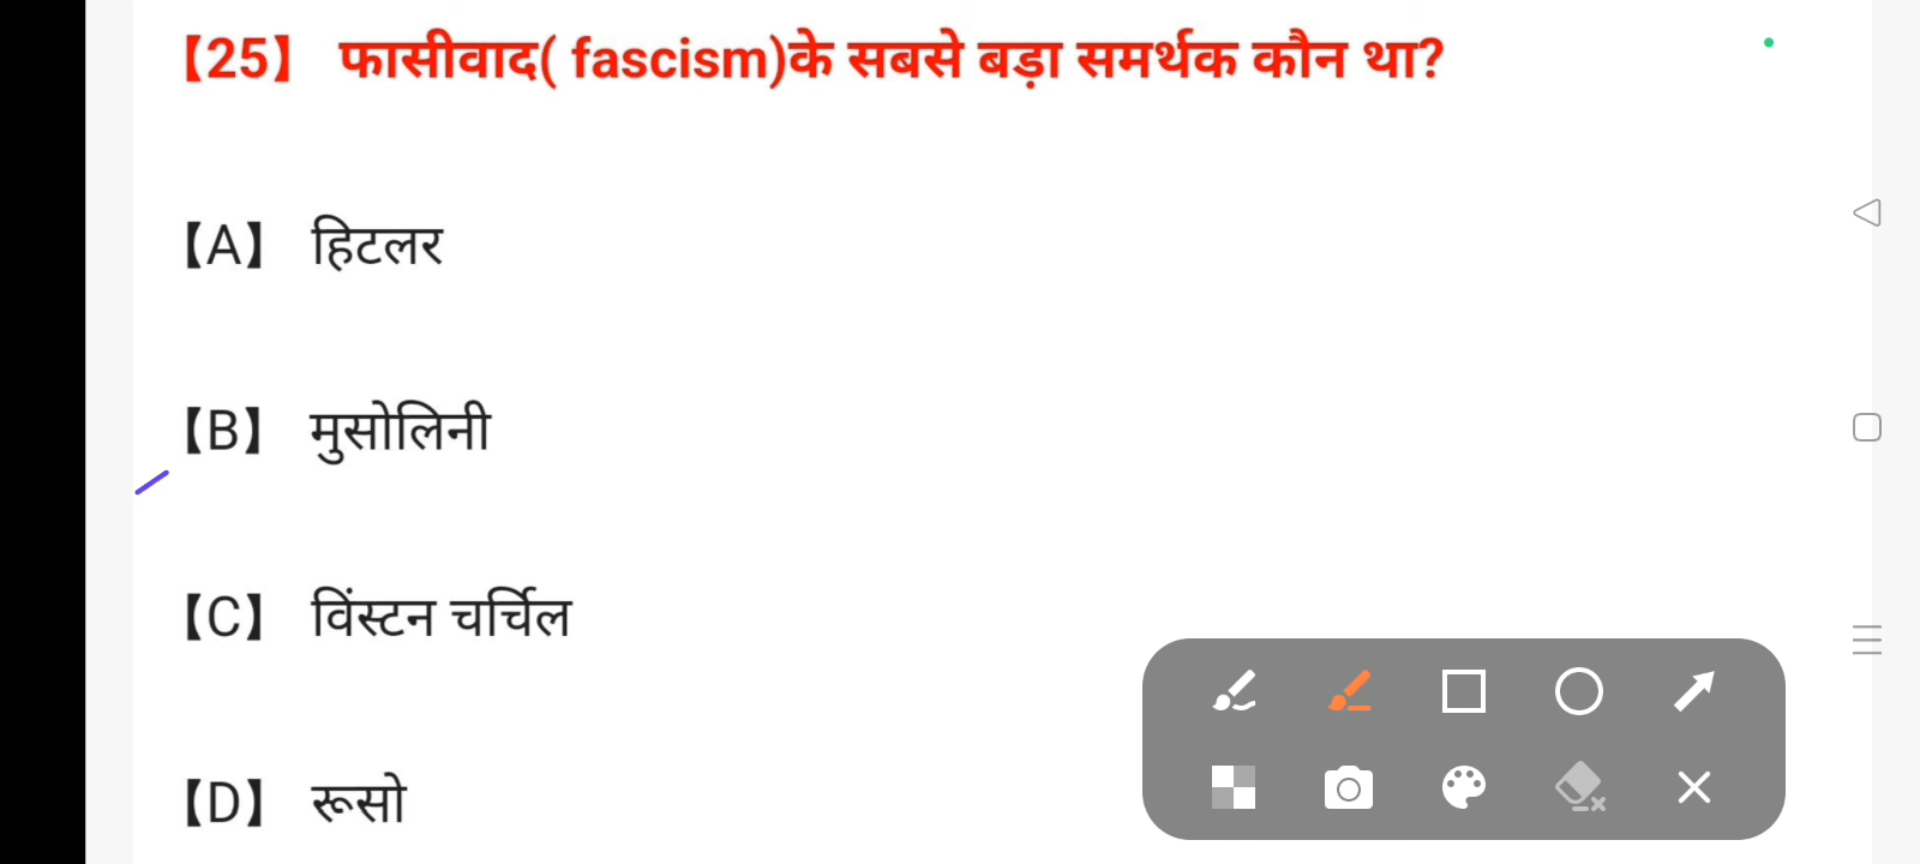 【25】 फासीवाद( fascism)के सबसे बड़ा समर्थक कौन था?
【A】 हिटलर
【B】 मुसोलिनी
【C】 विंस्टन चर्चिल
【D】 रूसो